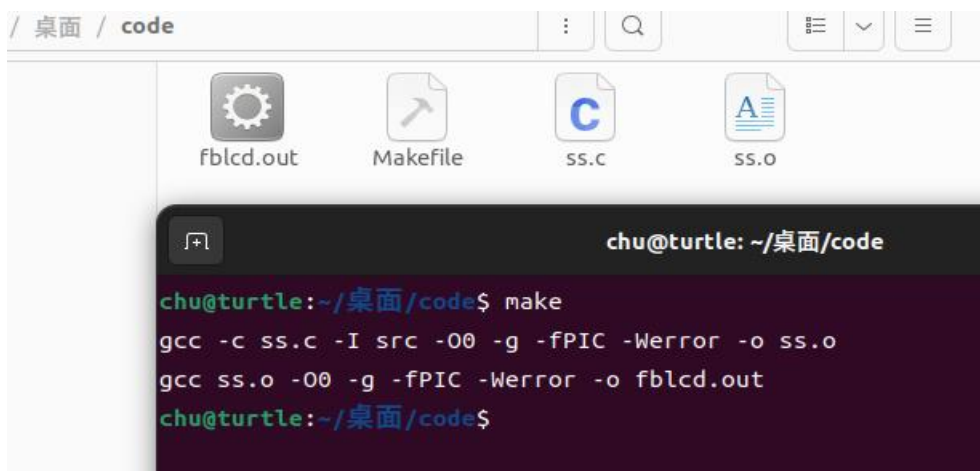 / 桌面 / code
fblcd.out
Makefile
ss.c
ss.o
chu@turtle: ~/桌面/code
chu@turtle:~/桌面/code$ make
gcc -c ss.c -I src -O0 -g -fPIC -Werror -o ss.o
gcc ss.o -O0 -g -fPIC -Werror -o fblcd.out
chu@turtle:~/桌面/code$